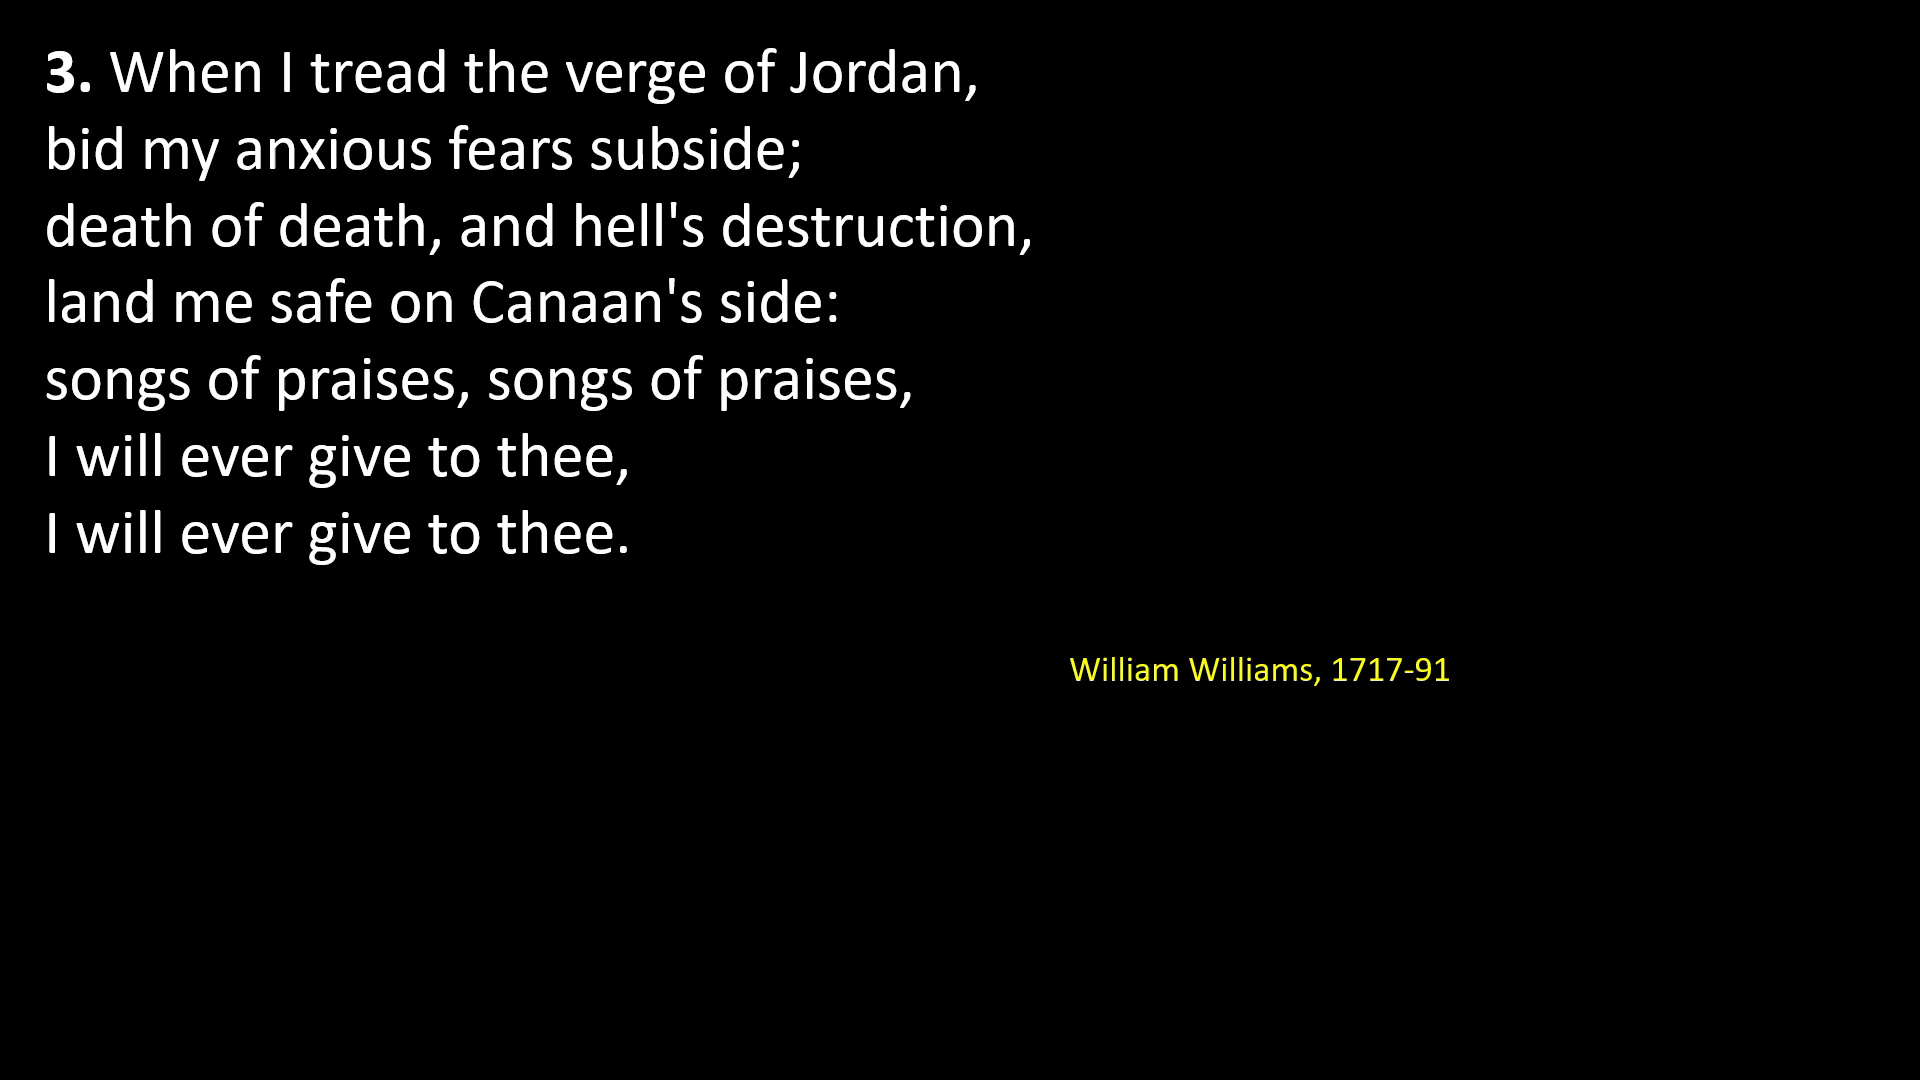 3. When I tread the verge of Jordan,
bid my anxious fears subside;
death of death, and hell's destruction,
land me safe on Canaan's side:
songs of praises, songs of praises,
I will ever give to thee,
I will ever give to thee.
William Williams, 1717-91